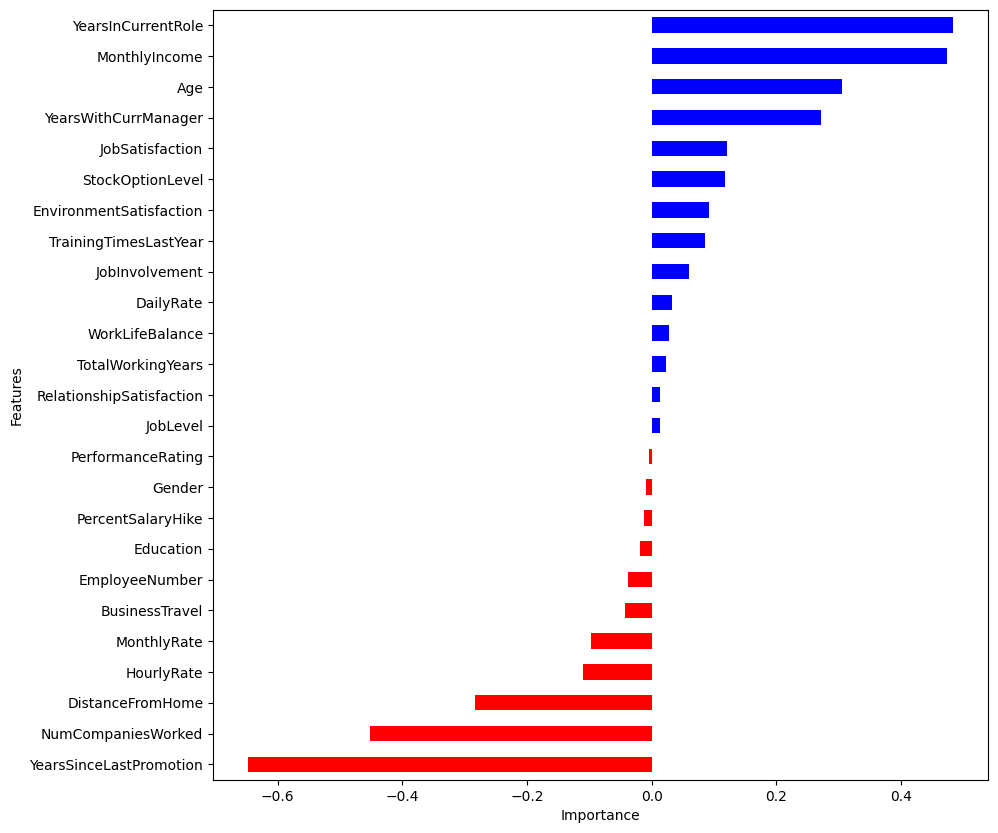 YearsInCurrentRole
MonthlyIncome
Age
YearsWithCurrManager
JobSatisfaction
StockOptionLevel
EnvironmentSatisfaction
TrainingTimesLastYear
JobInvolvement
DailyRate
WorkLifeBalance
TotalWorkingYears
RelationshipSatisfaction
JobLevel
PerformanceRating
Gender
PercentSalaryHike
Education
EmployeeNumber
BusinessTravel
MonthlyRate
HourlyRate
DistanceFromHome
NumCompaniesWorked
YearsSinceLastPromotion
Features
−0.6 −0.4 −0.2 0.0 0.2 0.4
Importance